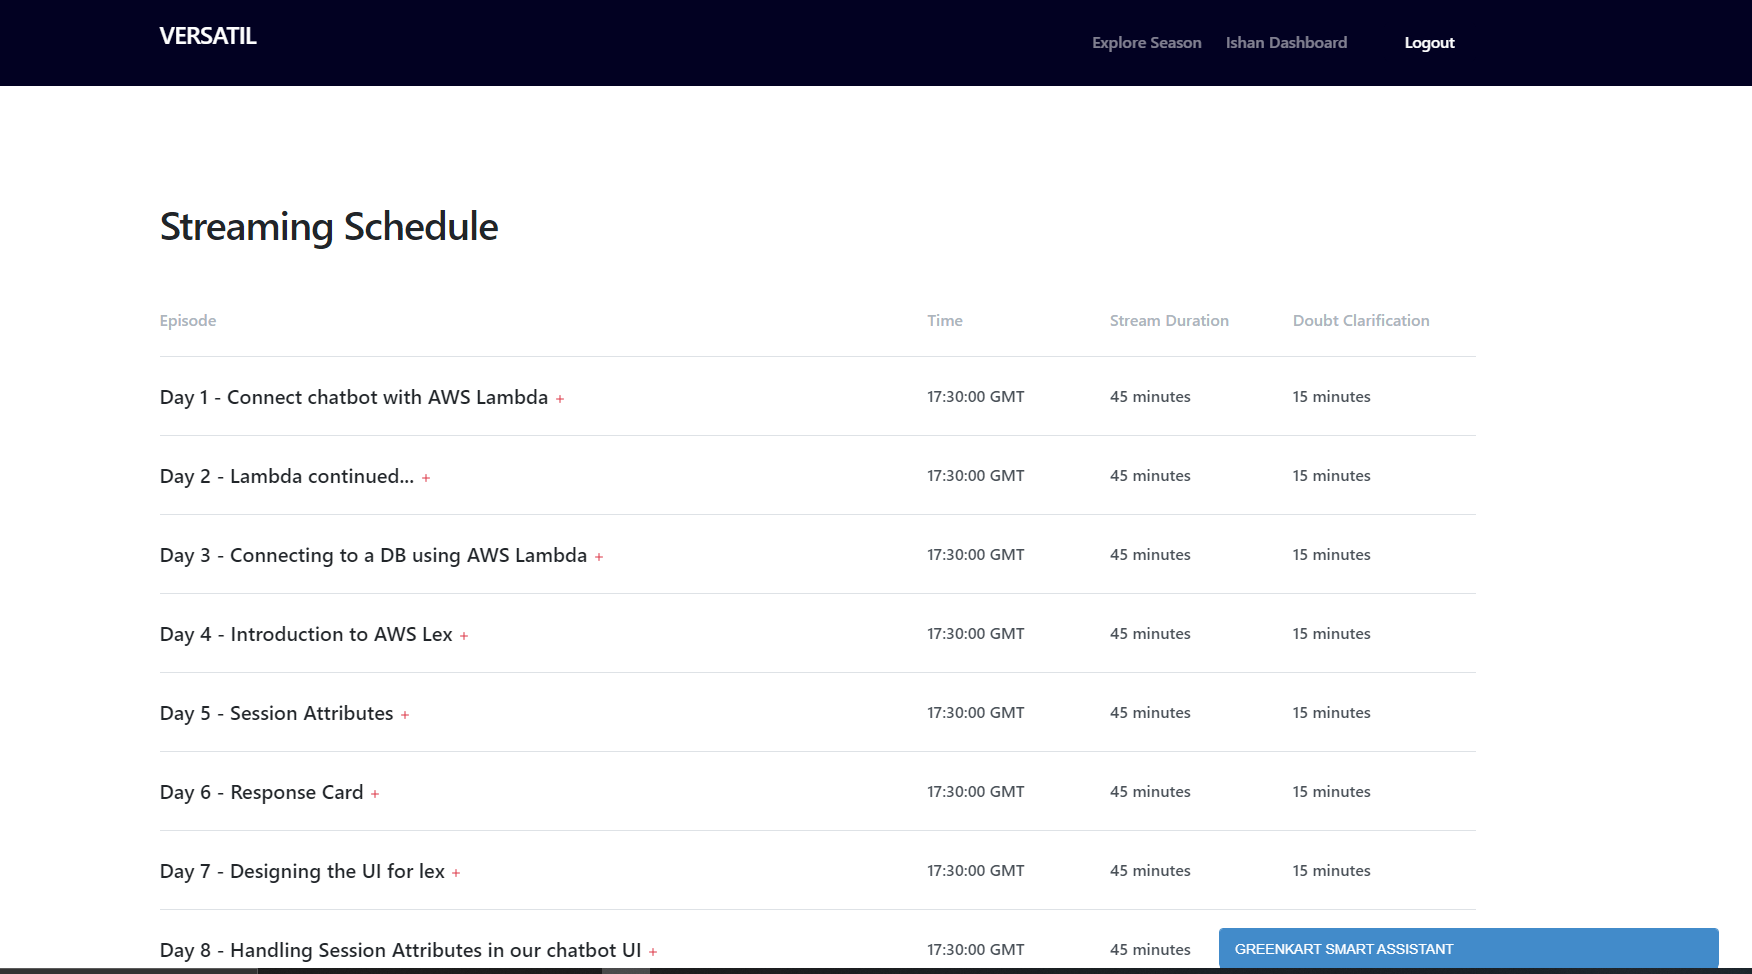 VERSATIL
Explore Season Ishan Dashboard Logout
Streaming Schedule
Episode Time Stream Duration Doubt Clarification
Day 1 - Connect chatbot with AWS Lambda + 17:30:00 GMT 45 minutes 15 minutes
Day 2 - Lambda continued... + 17:30:00 GMT 45 minutes 15 minutes
Day 3 - Connecting to a DB using AWS Lambda + 17:30:00 GMT 45 minutes 15 minutes
Day 4 - Introduction to AWS Lex + 17:30:00 GMT 45 minutes 15 minutes
Day 5 - Session Attributes + 17:30:00 GMT 45 minutes 15 minutes
Day 6 - Response Card + 17:30:00 GMT 45 minutes 15 minutes
Day 7 - Designing the UI for lex + 17:30:00 GMT 45 minutes 15 minutes
Day 8 - Handling Session Attributes in our chatbot UI + 17:30:00 GMT 45 minutes
GREENKART SMART ASSISTANT